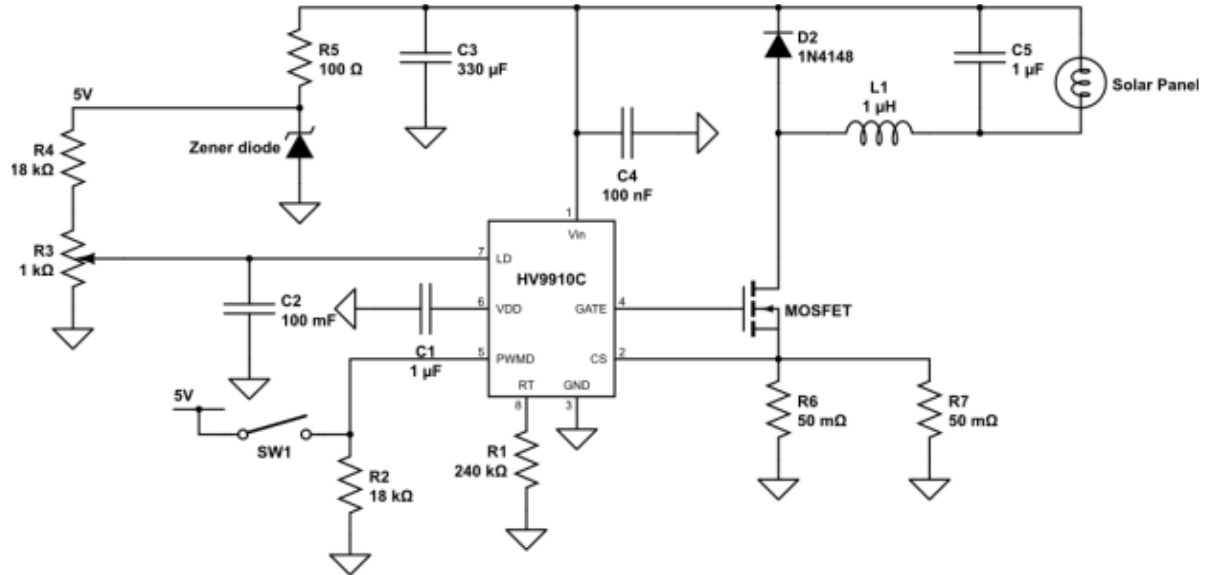 R5
100 Ω
C3
330 µF
D2
1N4148
C5
1 µF
L1
1 µH
Solar Panel
5V
R4
18 kΩ
Zener diode
C4
100 nF
1
Vin
R3
1 kΩ
7
LD
HV9910C
C2
100 mF
6
VDD
GATE
4
MOSFET
C1
1 µF
5
PWMD
CS
2
RT
GND
8
3
5V
SW1
R2
18 kΩ
R1
240 kΩ
R6
50 mΩ
R7
50 mΩ